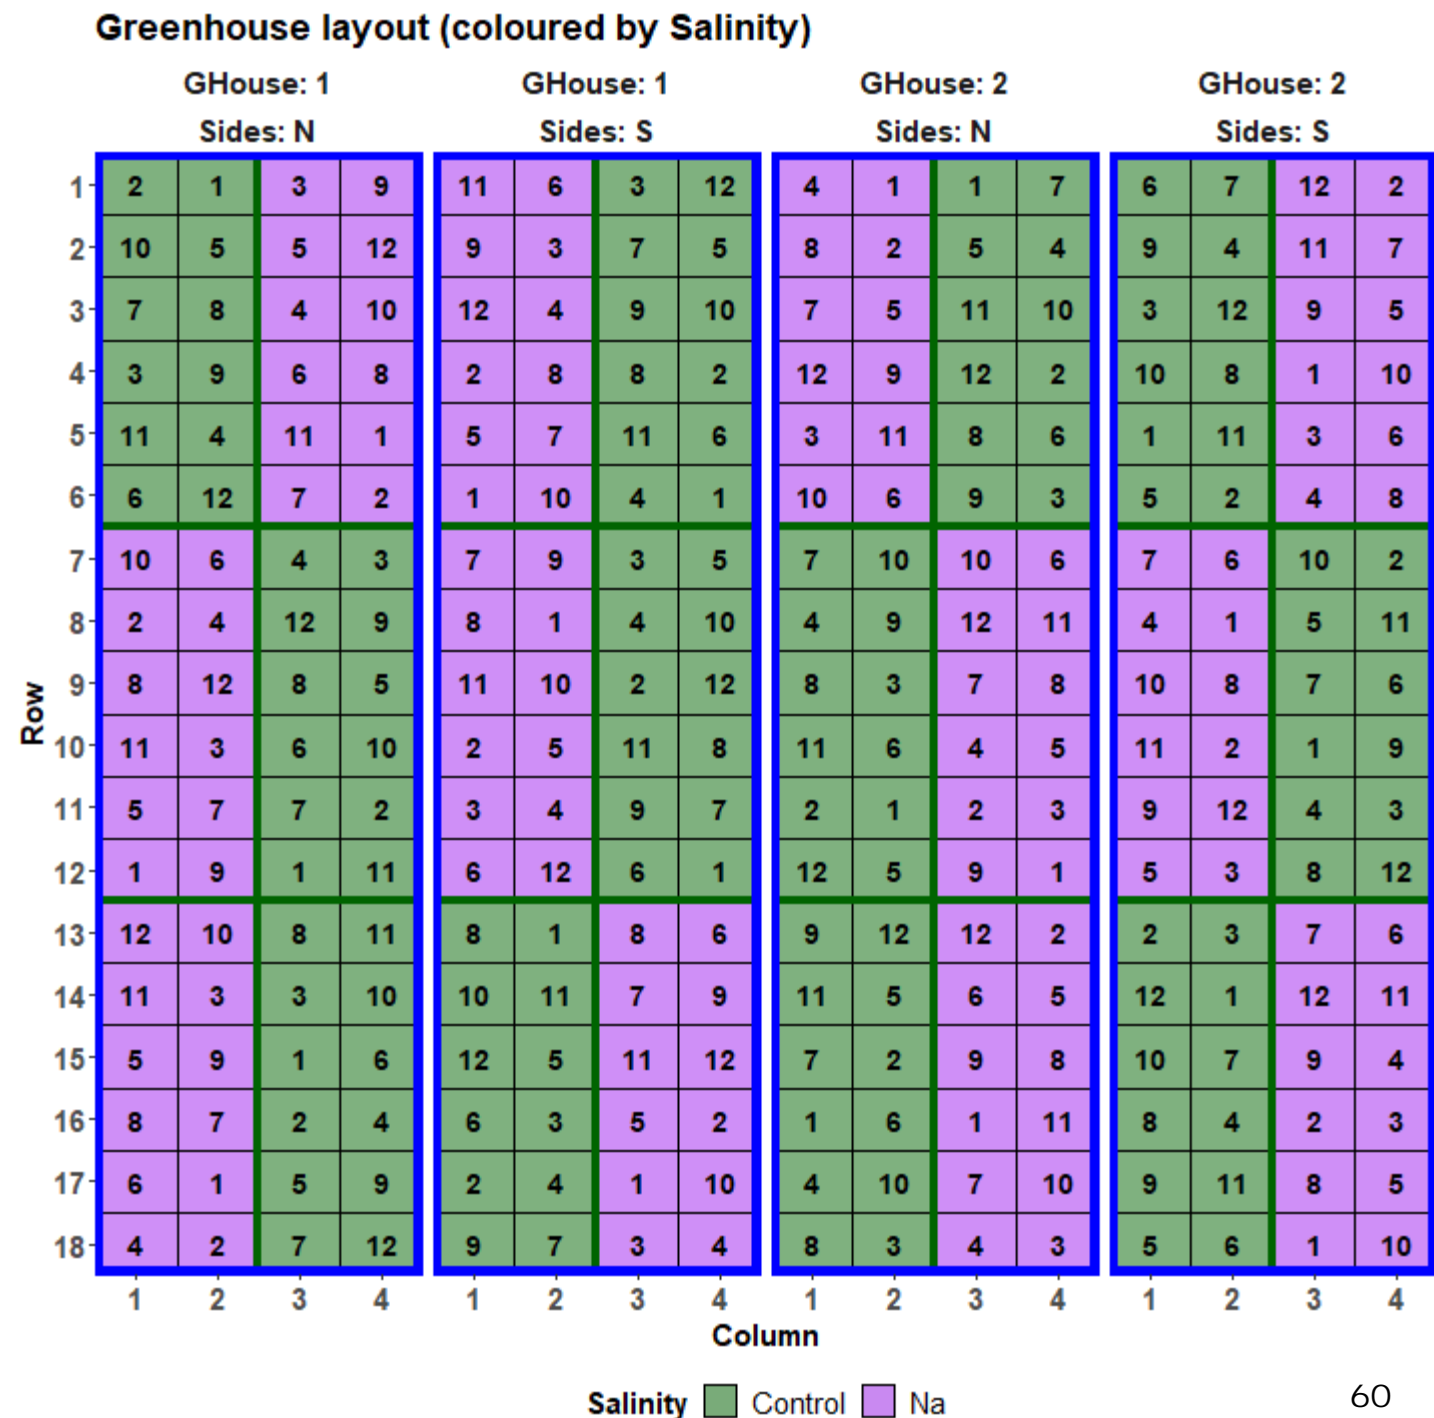 Greenhouse layout (coloured by Salinity)
GHouse: 1 GHouse: 1 GHouse: 2 GHouse: 2
Sides: N Sides: S Sides: N Sides: S
1 2 1 3 9 11 6 3 12 4 1 1 7 6 7 12 2
2 10 5 5 12 9 3 7 5 8 2 5 4 9 4 11 7
3 7 8 4 10 12 4 9 10 7 5 11 10 3 12 9 5
4 3 9 6 8 2 8 8 2 12 9 12 2 10 8 1 10
5 11 4 11 1 5 7 11 6 3 11 8 6 1 11 3 6
6 6 12 7 2 1 10 4 1 10 6 9 3 5 2 4 8
7 10 6 4 3 7 9 3 5 7 10 10 6 7 6 10 2
8 2 4 12 9 8 1 4 10 4 9 12 11 4 1 5 11
9 8 12 8 5 11 10 2 12 8 3 7 8 10 8 7 6
Row
10 11 3 6 10 2 5 11 8 11 6 4 5 11 2 1 9
11 5 7 7 2 3 4 9 7 2 1 2 3 9 12 4 3
12 1 9 1 11 6 12 6 1 12 5 9 1 5 3 8 12
13 12 10 8 11 8 1 8 6 9 12 12 2 2 3 7 6
14 11 3 3 10 10 11 7 9 11 5 6 5 12 1 12 11
15 5 9 1 6 12 5 11 12 7 2 9 8 10 7 9 4
16 8 7 2 4 6 3 5 2 1 6 1 11 8 4 2 3
17 6 1 5 9 2 4 1 10 4 10 7 10 9 11 8 5
18 4 2 7 12 9 7 3 4 8 3 4 3 5 6 1 10
1 2 3 4 1 2 3 4 1 2 3 4 1 2 3 4
Column
Salinity Control Na
60